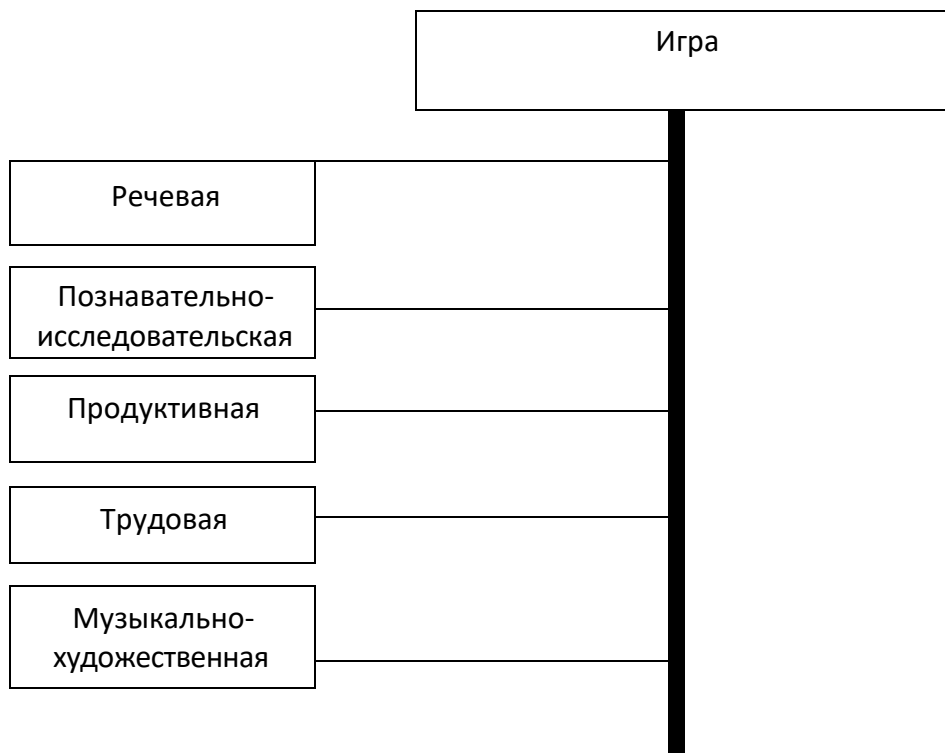 Игра
Речевая
Познавательно-
исследовательская
Продуктивная
Трудовая
Музыкально-
художественная